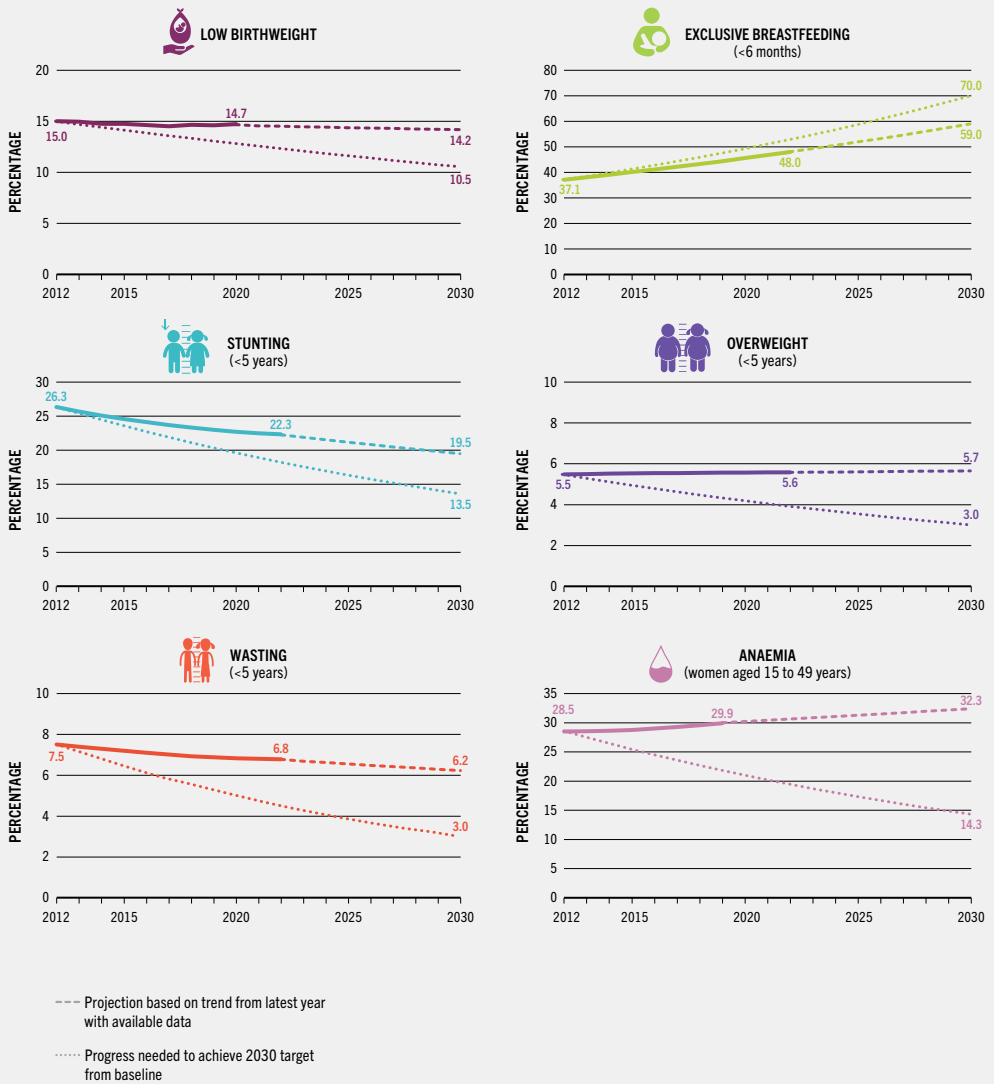 LOW BIRTHWEIGHT
PERCENTAGE
20
15
10
5
0
15.0
14.7
14.2
10.5
2012 2015 2020 2025 2030
EXCLUSIVE BREASTFEEDING
(<6 months)
PERCENTAGE
80
70
60
50
40
30
20
10
0
37.1
48.0
70.0
59.0
2012 2015 2020 2025 2030
STUNTING
(<5 years)
PERCENTAGE
30
25
20
15
10
5
0
26.3
22.3
19.5
13.5
2012 2015 2020 2025 2030
OVERWEIGHT
(<5 years)
PERCENTAGE
10
8
6
4
2
0
5.5
5.6
5.7
3.0
2012 2015 2020 2025 2030
WASTING
(<5 years)
PERCENTAGE
10
8
6
4
2
0
7.5
6.8
6.2
3.0
2012 2015 2020 2025 2030
ANAEMIA
(women aged 15 to 49 years)
PERCENTAGE
35
30
25
20
15
10
5
0
28.5
29.9
32.3
14.3
2012 2015 2020 2025 2030
Projection based on trend from latest year
with available data
Progress needed to achieve 2030 target
from baseline